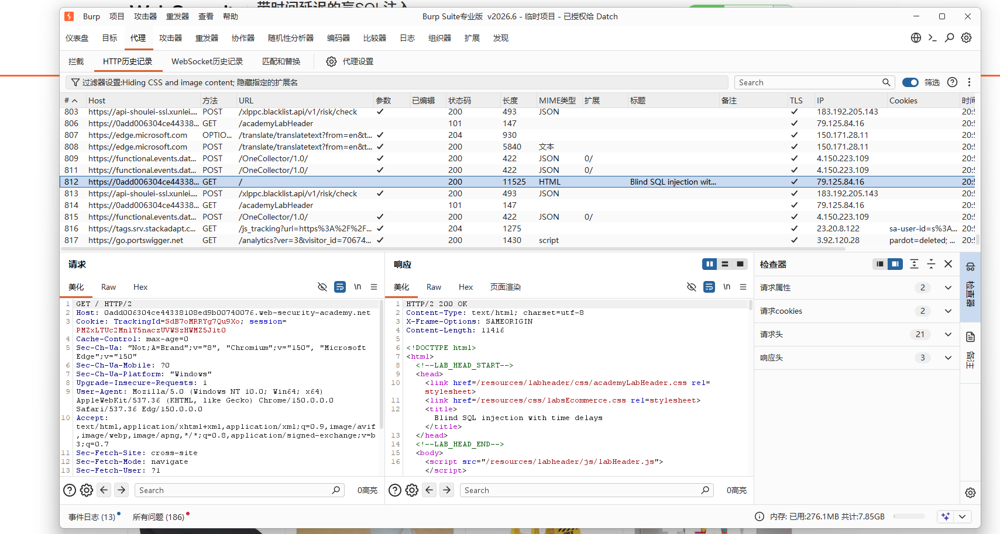 Burp 项目 攻击器 重发器 查看 帮助 Burp Suite专业版 v2026.6 - 临时项目 - 已授权给 Datch
仪表盘 目标 代理 攻击器 重发器 协作器 随机性分析器 编码器 比较器 日志 组织器 扩展 发现
拦截 HTTP历史记录 WebSocket历史记录 匹配和替换 代理设置
过滤器设置:Hiding CSS and image content; 隐藏指定的扩展名 Search 筛选
# Host 方法 URL 参数 已编辑 状态码 长度 MIME类型 扩展 标题 备注 TLS IP Cookies 时间
803 https://api-shoulei-ssl.xunlei.... POST /xlppc.blacklist.api/v1/risk/check ✓ 200 493 JSON ✓ 183.192.205.143 20:5
806 https://0add006304ce44338... GET /academyLabHeader 101 147 ✓ 79.125.84.16 20:5
807 https://edge.microsoft.com OPTIO... /translate/translatetext?from=en&t... ✓ 204 930 ✓ 150.171.28.11 20:5
808 https://edge.microsoft.com POST /translate/translatetext?from=en&t... ✓ 200 5840 文本 ✓ 150.171.28.11 20:5
809 https://functional.events.dat... POST /OneCollector/1.0/ ✓ 200 422 JSON 0/ ✓ 4.150.223.109 20:5
811 https://functional.events.dat... POST /OneCollector/1.0/ ✓ 200 422 JSON 0/ ✓ 4.150.223.109 20:5
812 https://0add006304ce44338... GET / 200 11525 HTML Blind SQL injection wit... ✓ 79.125.84.16 20:5
813 https://api-shoulei-ssl.xunlei.... POST /xlppc.blacklist.api/v1/risk/check ✓ 200 493 JSON ✓ 183.192.205.143 20:5
814 https://0add006304ce44338... GET /academyLabHeader 101 147 ✓ 79.125.84.16 20:5
815 https://functional.events.dat... POST /OneCollector/1.0/ ✓ 200 422 JSON 0/ ✓ 4.150.223.109 20:5
816 https://tags.srv.stackadapt.c... GET /js_tracking?url=https%3A%2F%2F... ✓ 204 1275 ✓ 23.20.8.122 sa-user-id=s%3A... 20:5
817 https://go.portswigger.net GET /analytics?ver=3&visitor_id=70674... ✓ 200 1430 script ✓ 3.92.120.28 pardot=deleted; ... 20:5
请求
美化 Raw Hex \n
1 GET / HTTP/2
2 Host: 0add006304ce44338108ed9b00740076.web-security-academy.net
3 Cookie: TrackingId=SdB7oMRRYg7Qu9Xo; session=
PMZxLTUc2Mn1Y5naczUVWSzHWMZ5J1t0
4 Cache-Control: max-age=0
5 Sec-Ch-Ua: "Not;A=Brand";v="8", "Chromium";v="150", "Microsoft
Edge";v="150"
6 Sec-Ch-Ua-Mobile: ?0
7 Sec-Ch-Ua-Platform: "Windows"
8 Upgrade-Insecure-Requests: 1
9 User-Agent: Mozilla/5.0 (Windows NT 10.0; Win64; x64)
AppleWebKit/537.36 (KHTML, like Gecko) Chrome/150.0.0.0
Safari/537.36 Edg/150.0.0.0
10 Accept:
text/html,application/xhtml+xml,application/xml;q=0.9,image/avif
,image/webp,image/apng,*/*;q=0.8,application/signed-exchange;v=b
3;q=0.7
11 Sec-Fetch-Site: cross-site
12 Sec-Fetch-Mode: navigate
13 Sec-Fetch-User: ?1
Search 0高亮
响应
美化 Raw Hex 页面渲染 \n
1 HTTP/2 200 OK
2 Content-Type: text/html; charset=utf-8
3 X-Frame-Options: SAMEORIGIN
4 Content-Length: 11416
5
6 <!DOCTYPE html>
7 <html>
8 <!--LAB_HEAD_START-->
9 <head>
10 <link href=/resources/labheader/css/academyLabHeader.css rel=
stylesheet>
11 <link href=/resources/css/labsEcommerce.css rel=stylesheet>
12 <title>
Blind SQL injection with time delays
</title>
13 </head>
14 <!--LAB_HEAD_END-->
15 <body>
16 <script src="/resources/labheader/js/labHeader.js">
</script>
Search 0高亮
检查器
请求属性 2
请求cookies 2
请求头 21
响应头 3
检查器
备注
事件日志 (13) 所有问题 (186) 内存: 已用:276.1MB 共计:7.85GB